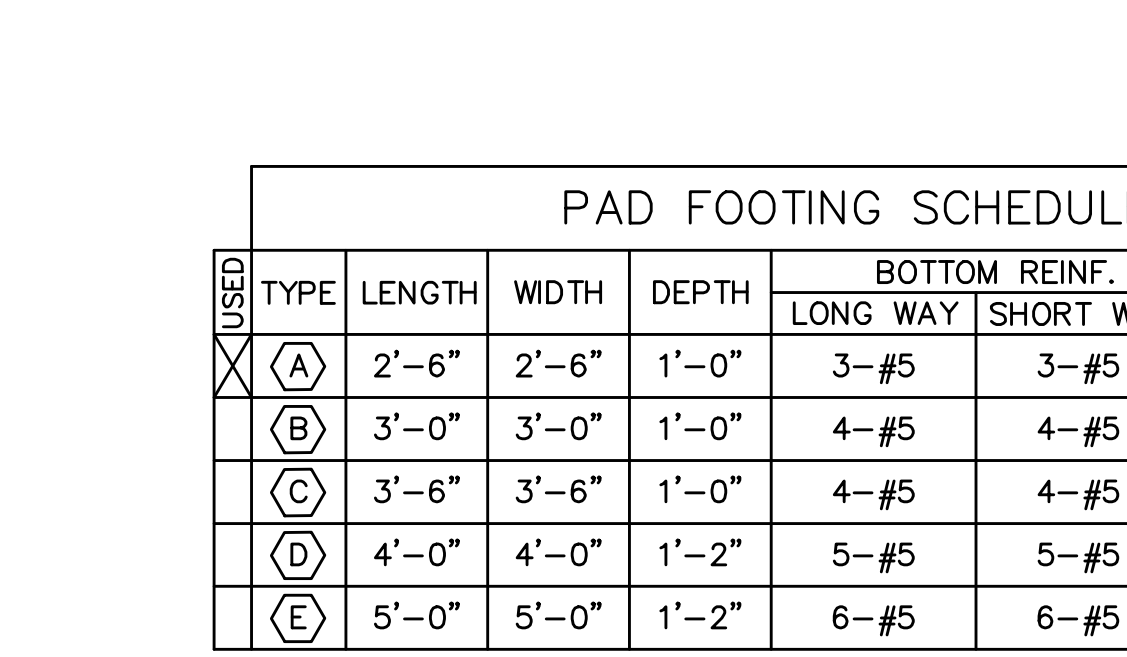 PAD FOOTING SCHEDUL
USED TYPE LENGTH WIDTH DEPTH BOTTOM REINF.
LONG WAY SHORT
A 2'-6" 2'-6" 1'-0" 3-#5 3-#5
B 3'-0" 3'-0" 1'-0" 4-#5 4-#5
C 3'-6" 3'-6" 1'-0" 4-#5 4-#5
D 4'-0" 4'-0" 1'-2" 5-#5 5-#5
E 5'-0" 5'-0" 1'-2" 6-#5 6-#5